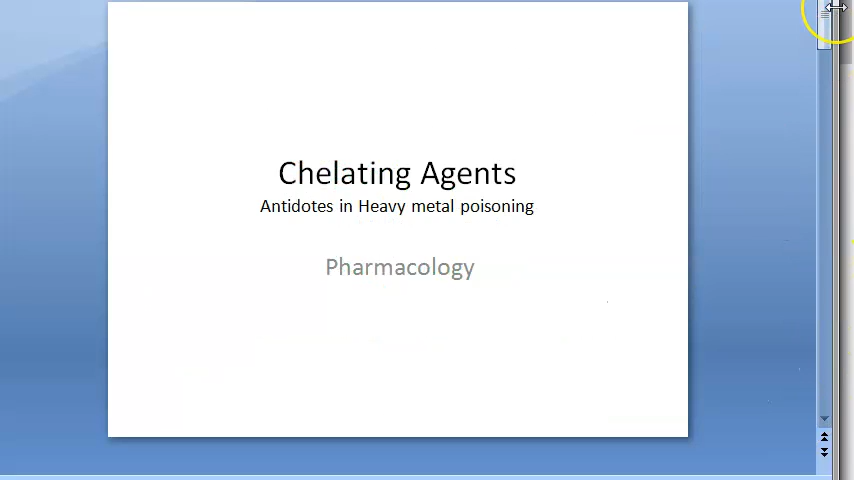 Chelating Agents
Antidotes in Heavy metal poisoning
Pharmacology